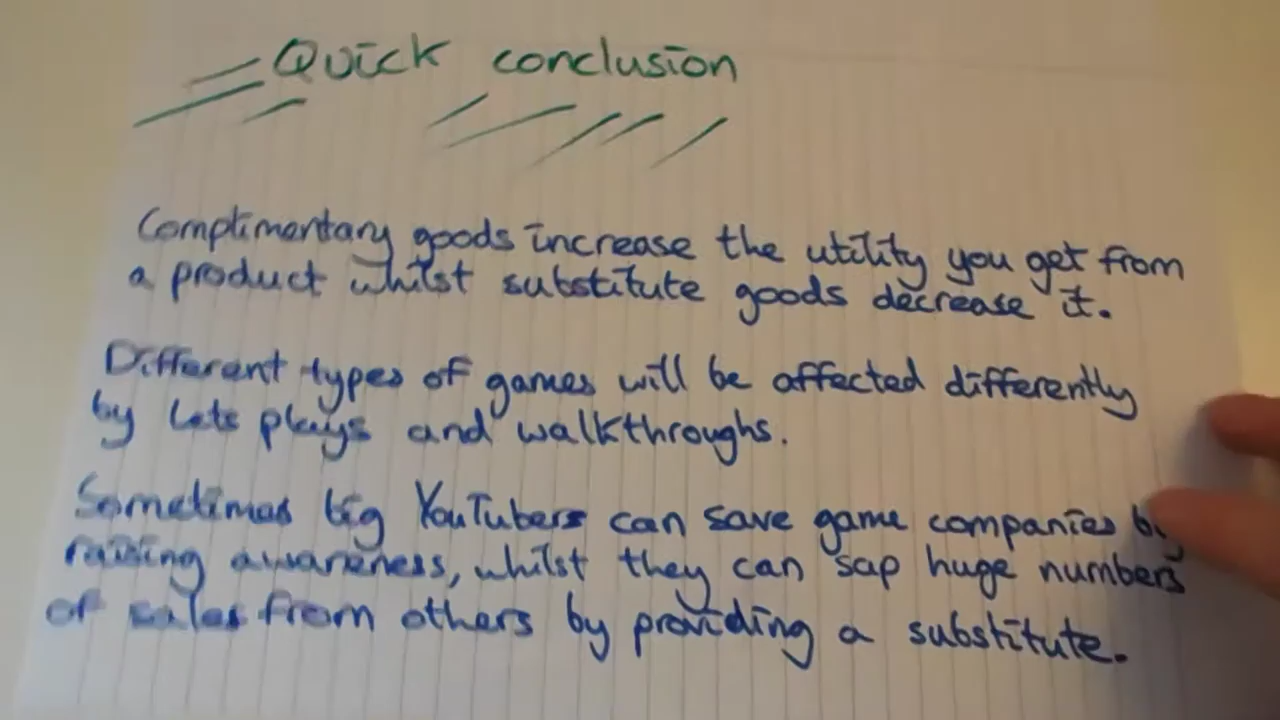 Quick conclusion
Complimentary goods increase the utility you get from
a product whilst substitute goods decrease it.
Different types of games will be affected differently
by lets plays and walkthroughs.
Sometimes big YouTubers can save game companies by
raising awareness, whilst they can sap huge numbers
of sales from others by providing a substitute.